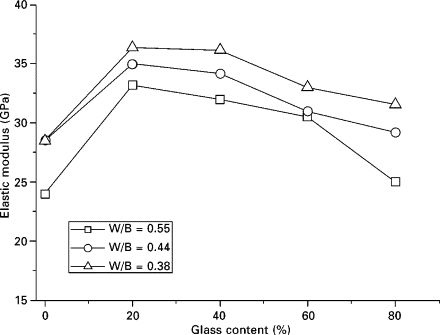 40
35
30
25
20
15
Elastic modulus (GPa)
W/B = 0.55
W/B = 0.44
W/B = 0.38
0 20 40 60 80
Glass content (%)